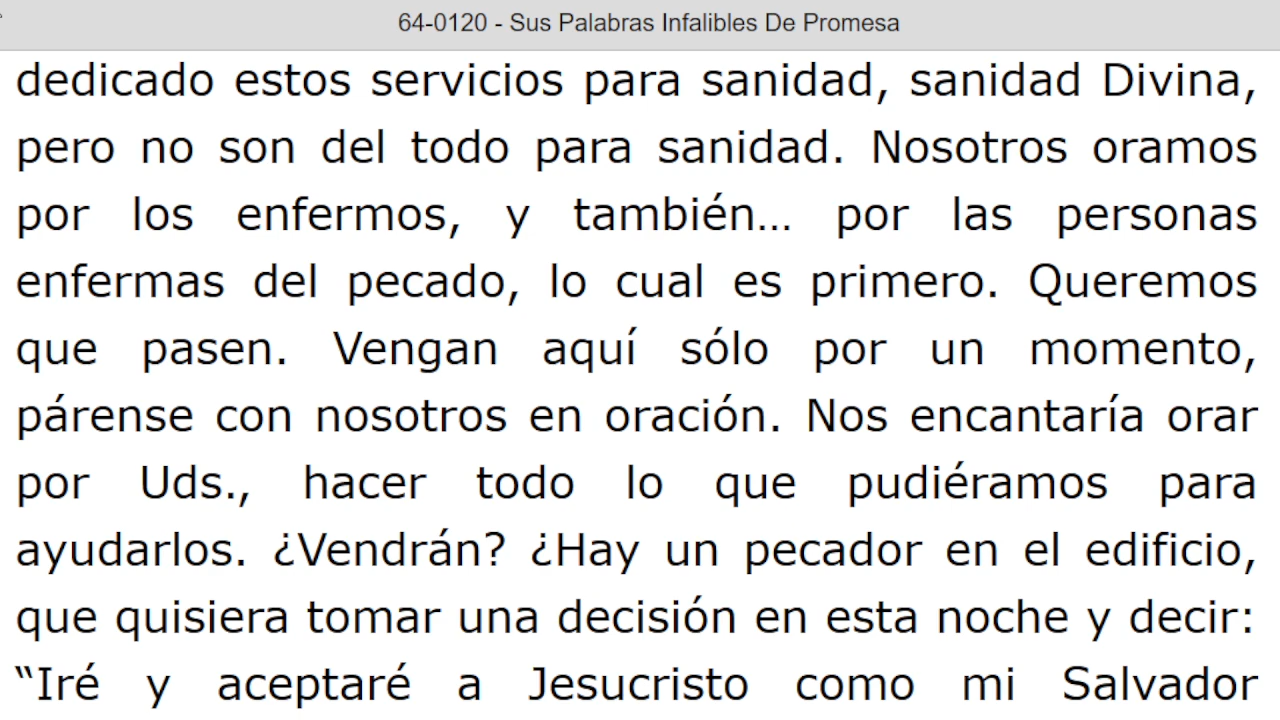 64-0120 - Sus Palabras Infalibles De Promesa
dedicado estos servicios para sanidad, sanidad Divina,
pero no son del todo para sanidad. Nosotros oramos
por los enfermos, y también… por las personas
enfermas del pecado, lo cual es primero. Queremos
que pasen. Vengan aquí sólo por un momento,
párense con nosotros en oración. Nos encantaría orar
por Uds., hacer todo lo que pudiéramos para
ayudarlos. ¿Vendrán? ¿Hay un pecador en el edificio,
que quisiera tomar una decisión en esta noche y decir:
“Iré y aceptaré a Jesucristo como mi Salvador